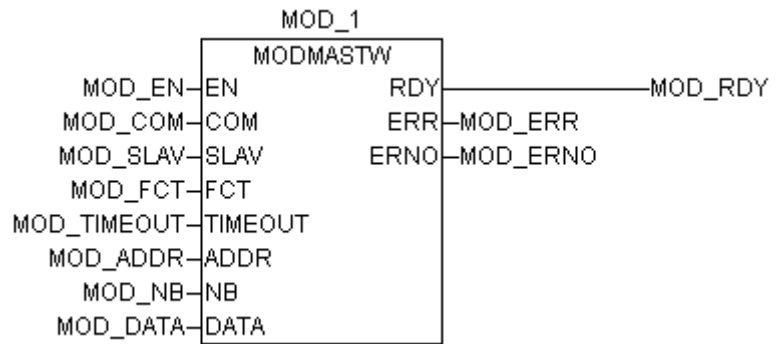 MOD_1
MODMASTW
MOD_EN EN RDY MOD_RDY
MOD_COM COM ERR MOD_ERR
MOD_SLAV SLAV ERNO MOD_ERNO
MOD_FCT FCT
MOD_TIMEOUT TIMEOUT
MOD_ADDR ADDR
MOD_NB NB
MOD_DATA DATA